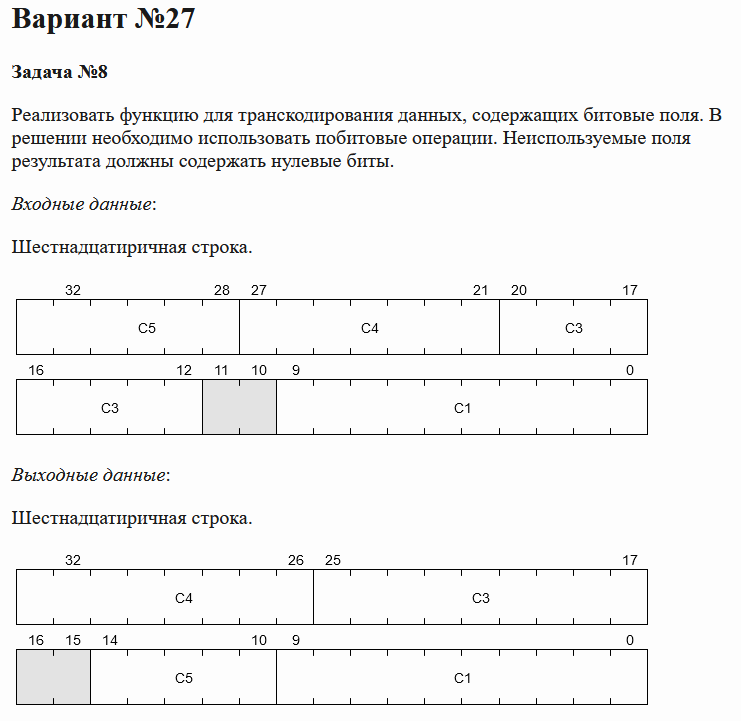 Вариант №27
Задача №8
Реализовать функцию для транскодирования данных, содержащих битовые поля. В
решении необходимо использовать побитовые операции. Неиспользуемые поля
результата должны содержать нулевые биты.
Входные данные:
Шестнадцатиричная строка.
32 28 27 21 20 17
C5 C4 C3
16 12 11 10 9 0
C3 C1
Выходные данные:
Шестнадцатиричная строка.
32 26 25 17
C4 C3
16 15 14 10 9 0
C5 C1